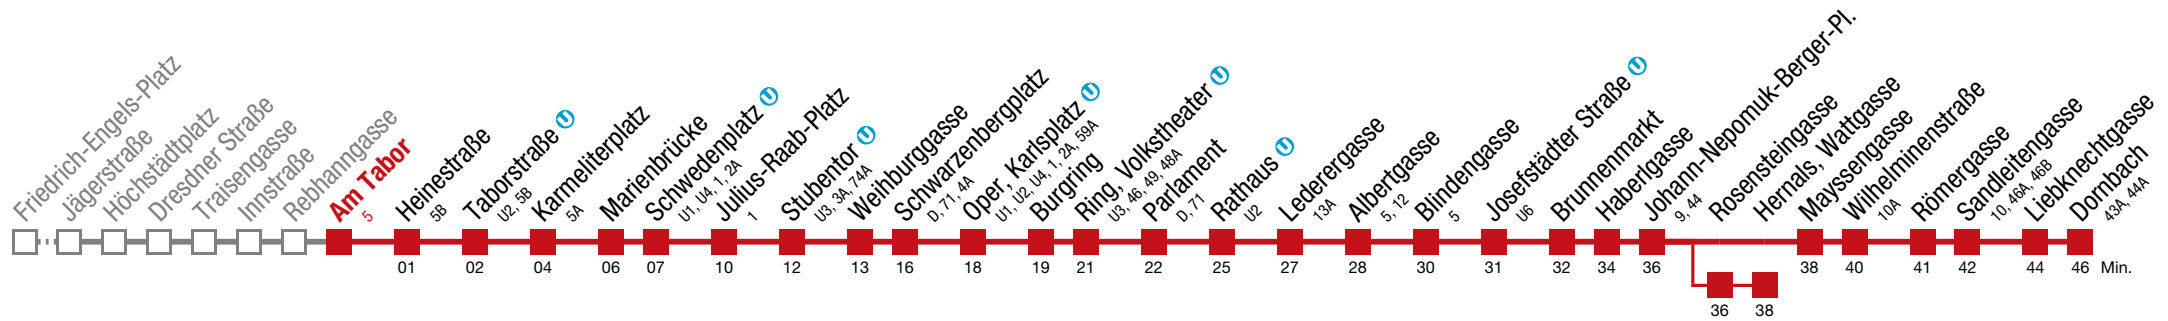 Friedrich-Engels-Platz
Jägerstraße
Höchstädtplatz
Dresdner Straße
Traisengasse
Innstraße
Rebhanngasse
Am Tabor
5
Heinestraße
5B
Taborstraße
U2, 5B
Karmeliterplatz
5A
Marienbrücke
Schwedenplatz
U1, U4, 1, 2A
Julius-Raab-Platz
1
Stubentor
U3, 3A, 74A
Weihburggasse
Schwarzenbergplatz
D, 71, 4A
Oper, Karlsplatz
U1, U2, U4, 1, 2A, 59A
Burgring
Ring, Volkstheater
U3, 46, 49, 48A
Parlament
D, 71
Rathaus
U2
Lederergasse
13A
Albertgasse
5, 12
Blindengasse
5
Josefstädter Straße
U6
Brunnenmarkt
Haberlgasse
Johann-Nepomuk-Berger-Pl.
9, 44
Rosensteingasse
Hernals, Wattgasse
Mayssengasse
Wilhelminenstraße
10A
Römergasse
Sandleitengasse
10, 46A, 46B
Liebknechtgasse
Dornbach
43A, 44A
01 02 04 06 07 10 12 13 16 18 19 21 22 25 27 28 30 31 32 34 36 38 40 41 42 44 46 Min.
36 38